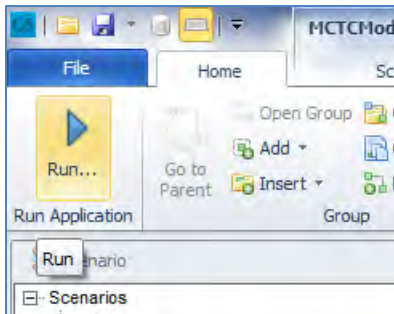 MCTCMod
File Home Sc
Open Group
Run... Go to Parent Add
Insert
Run Application Group
Run enario
Scenarios